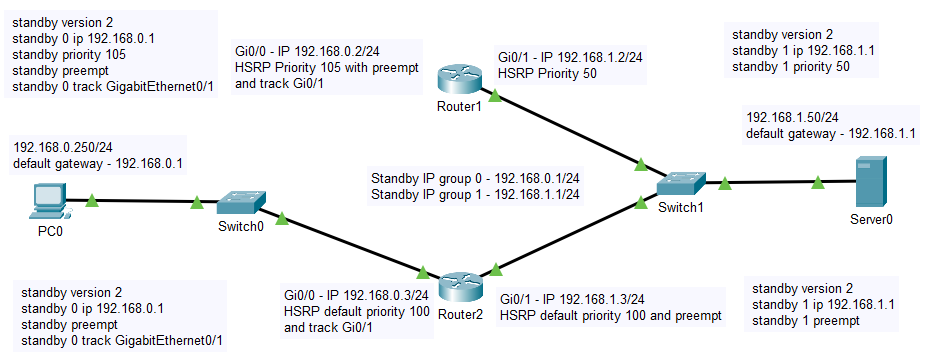 standby version 2
standby 0 ip 192.168.0.1
standby priority 105
standby preempt
standby 0 track GigabitEthernet0/1
Gi0/0 - IP 192.168.0.2/24
HSRP Priority 105 with preempt
and track Gi0/1
Gi0/1 - IP 192.168.1.2/24
HSRP Priority 50
standby version 2
standby 1 ip 192.168.1.1
standby 1 priority 50
Router1
192.168.0.250/24
default gateway - 192.168.0.1
192.168.1.50/24
default gateway - 192.168.1.1
Standby IP group 0 - 192.168.0.1/24
Standby IP group 1 - 192.168.1.1/24
PC0
Switch0
Switch1
Server0
standby version 2
standby 0 ip 192.168.0.1
standby preempt
standby 0 track GigabitEthernet0/1
Gi0/0 - IP 192.168.0.3/24
HSRP default priority 100
and track Gi0/1
Router2
Gi0/1 - IP 192.168.1.3/24
HSRP default priority 100 and preempt
standby version 2
standby 1 ip 192.168.1.1
standby 1 preempt